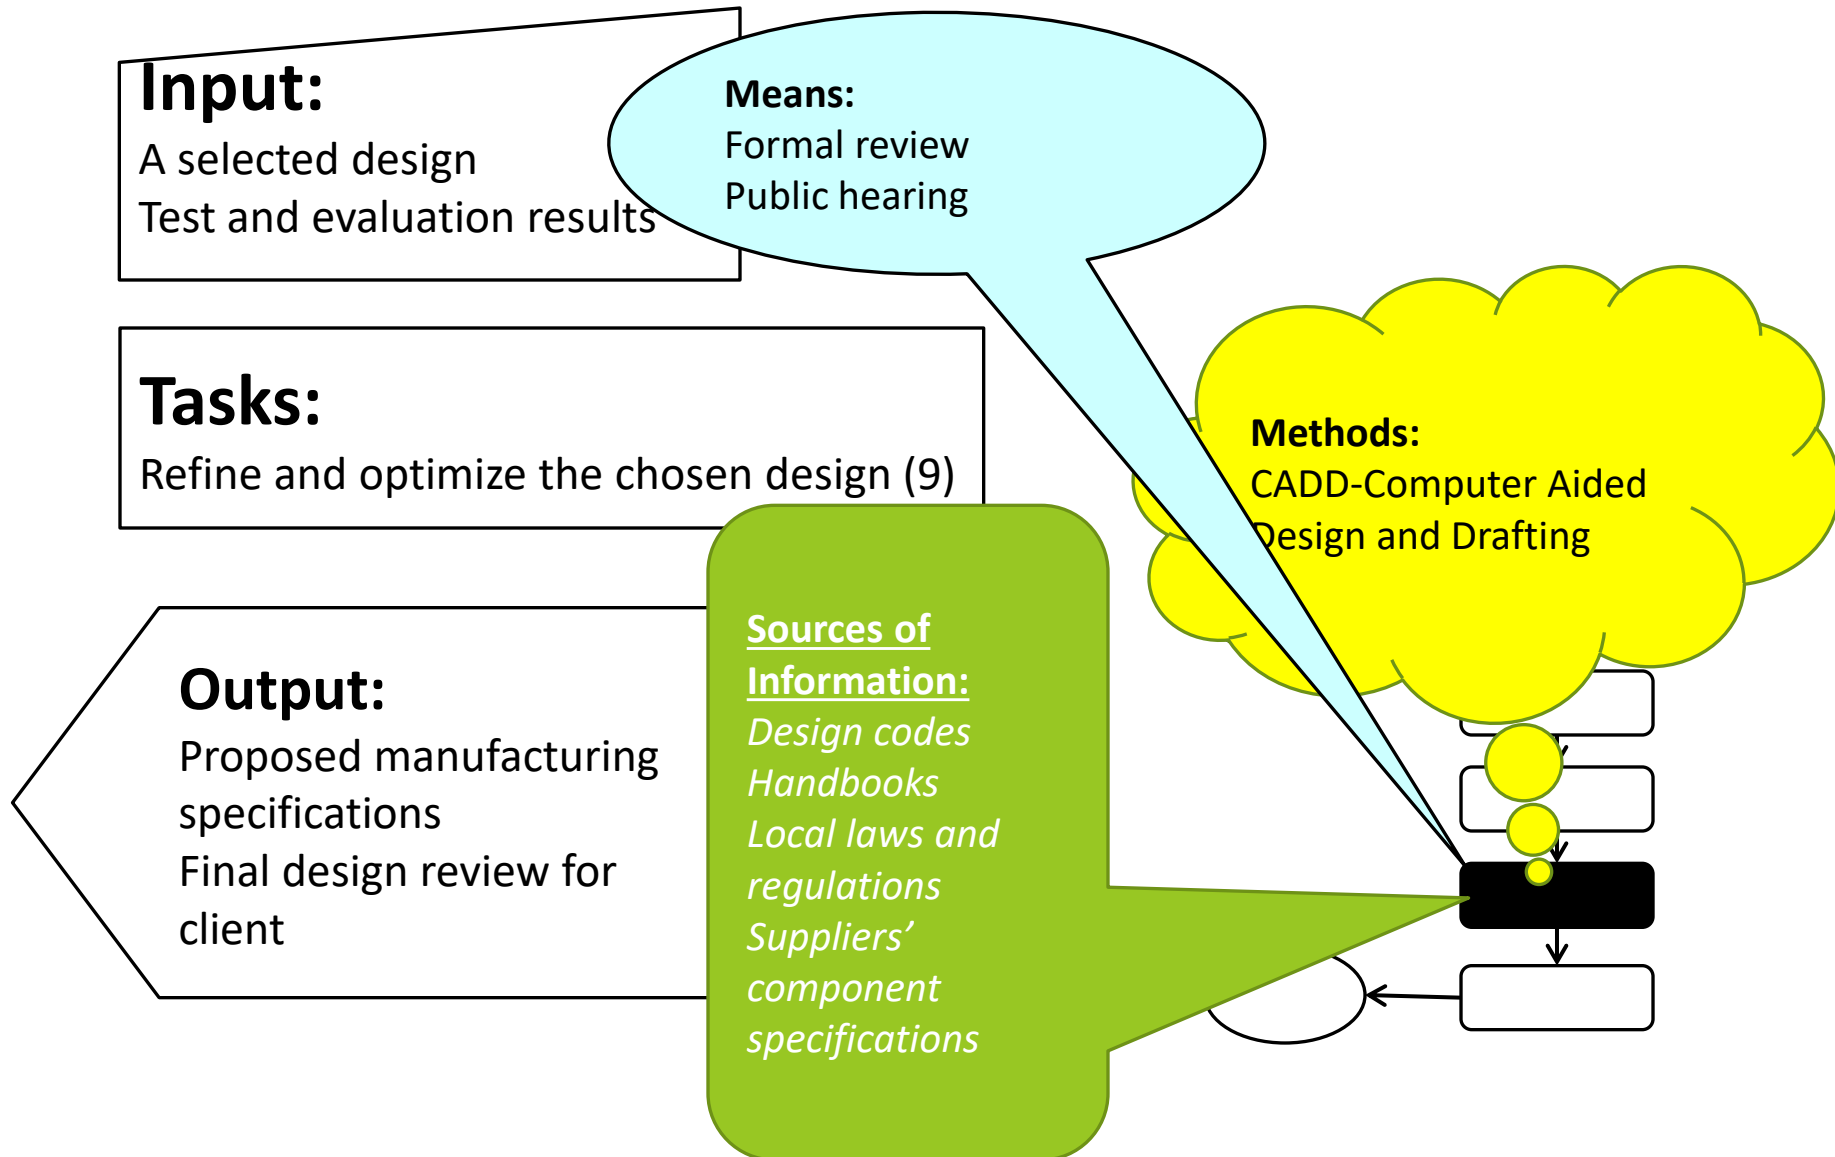 Input:
A selected design
Test and evaluation results
Means:
Formal review
Public hearing
Tasks:
Refine and optimize the chosen design (9)
Methods:
CADD-Computer Aided
Design and Drafting
Output:
Proposed manufacturing
specifications
Final design review for
client
Sources of
Information:
Design codes
Handbooks
Local laws and
regulations
Suppliers’
component
specifications